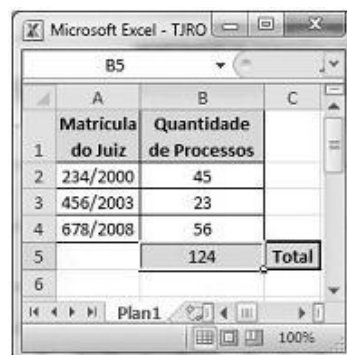 Microsoft Excel - TJRO
B5
A B C
1 Matrícula do Juiz Quantidade de Processos
2 234/2000 45
3 456/2003 23
4 678/2008 56
5 124 Total
6
Plan1
100%